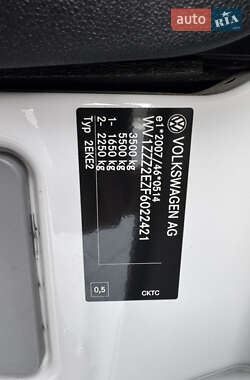 RIA.com
VOLKSWAGEN AG
e1*2007/46*0514
WV1ZZZ2EZF6022421
3500 kg
5500 kg
1- 1650 kg
2- 2250 kg
Typ 2EKE2
0,5
CKTC